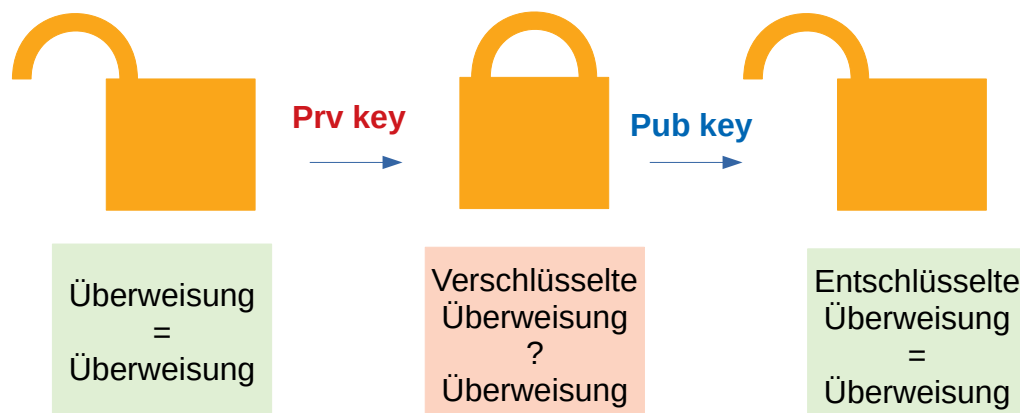 Prv key
Pub key
Überweisung
=
Überweisung
Verschlüsselte
Überweisung
?
Überweisung
Entschlüsselte
Überweisung
=
Überweisung